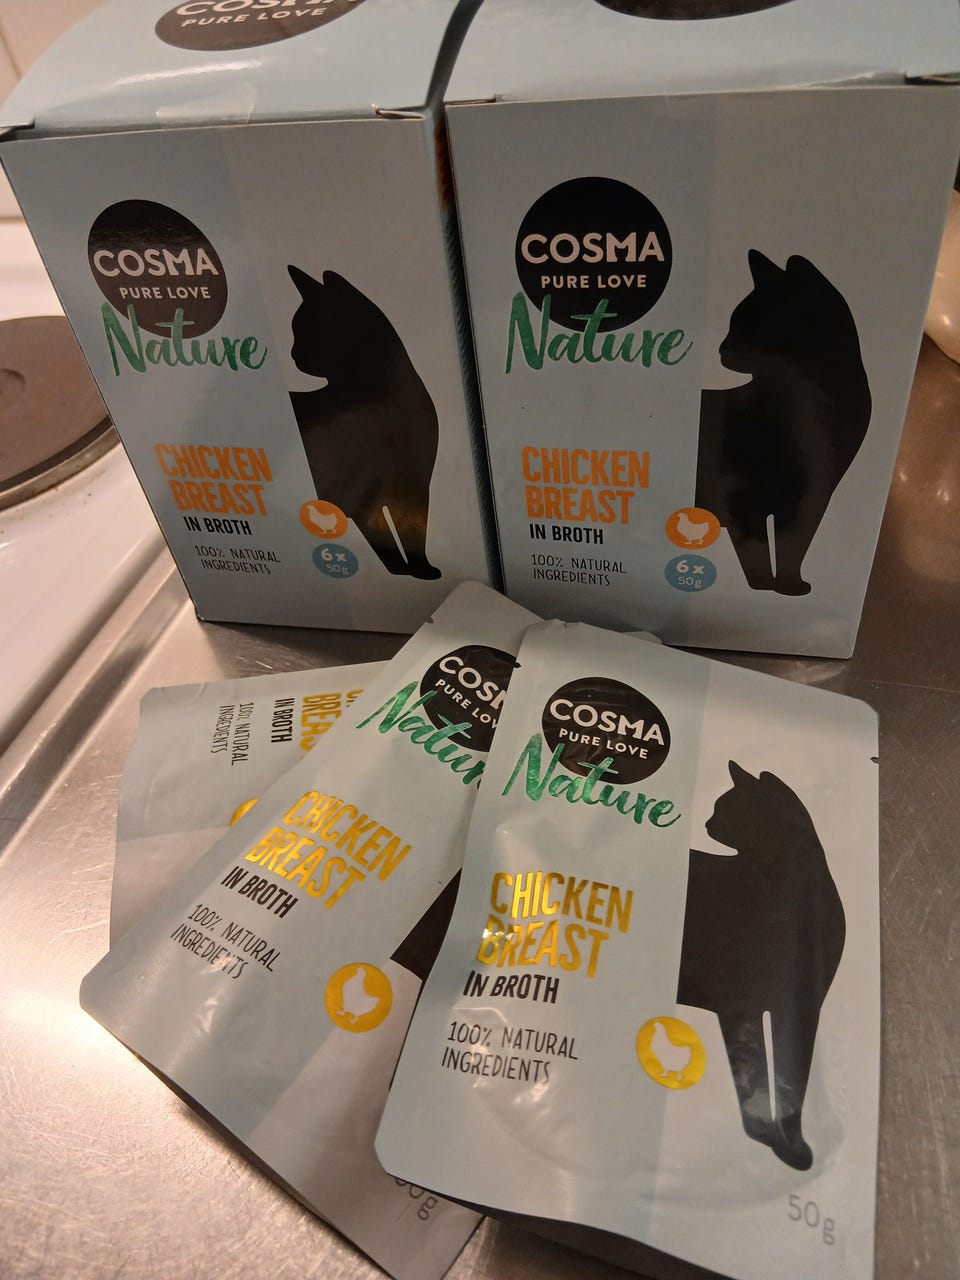 COSMA
PURE LOVE
COSMA
PURE LOVE
Nature
CHICKEN
BREAST
IN BROTH
100% NATURAL
INGREDIENTS
6x
50g
COSMA
PURE LOVE
Nature
CHICKEN
BREAST
IN BROTH
100% NATURAL
INGREDIENTS
6x
50g
IN BROTH
100% NATURAL
INGREDIENTS
PURE
Nature
CHICKEN
BREAST
IN BROTH
100% NATURAL
INGREDIENTS
COSMA
PURE LOVE
Nature
CHICKEN
BREAST
IN BROTH
100% NATURAL
INGREDIENTS
50g